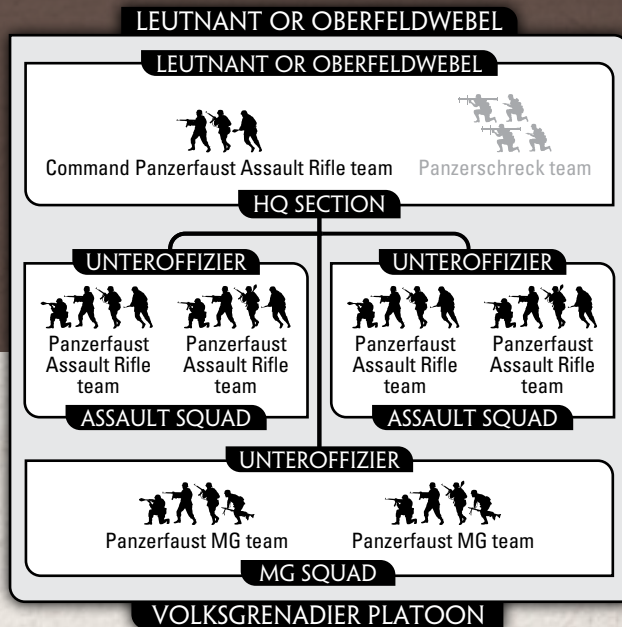 LEUTNANT OR OBERFELDWEBEL
LEUTNANT OR OBERFELDWEBEL
Command Panzerfaust Assault Rifle team
Panzerschreck team
HQ SECTION
UNTEROFFIZIER
Panzerfaust
Assault Rifle
team
Panzerfaust
Assault Rifle
team
ASSAULT SQUAD
UNTEROFFIZIER
Panzerfaust
Assault Rifle
team
Panzerfaust
Assault Rifle
team
ASSAULT SQUAD
UNTEROFFIZIER
Panzerfaust MG team
Panzerfaust MG team
MG SQUAD
VOLKSGRENADIER PLATOON